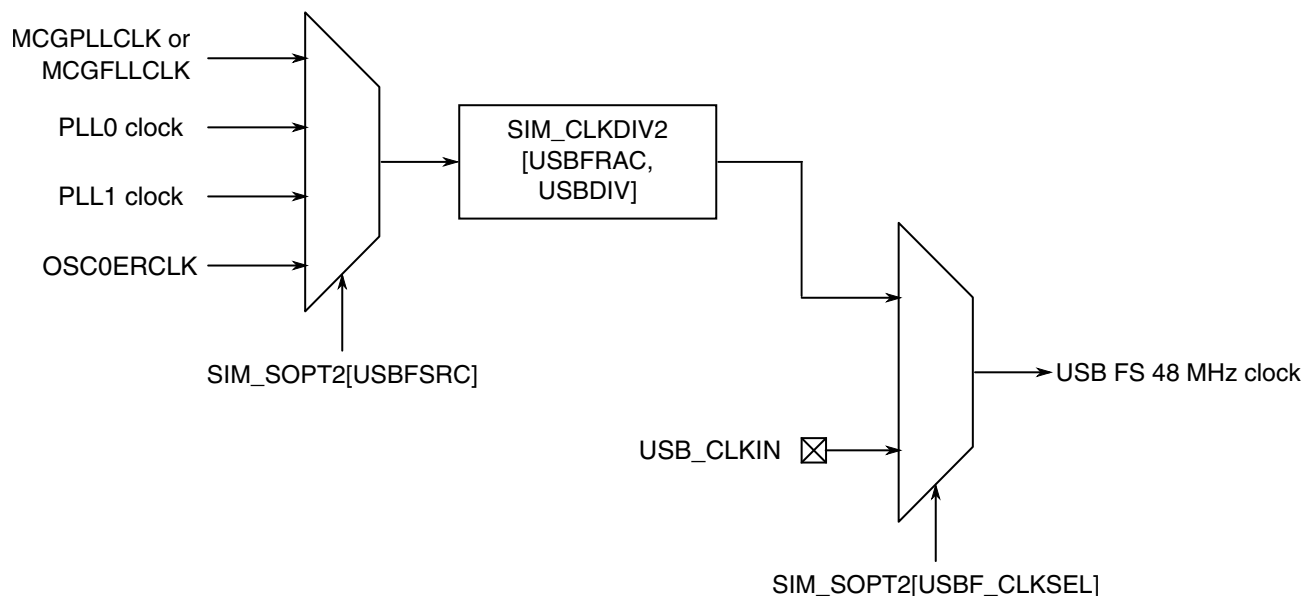 MCGPLLCLK or
MCGFLLCLK
PLL0 clock
PLL1 clock
OSC0ERCLK
SIM_SOPT2[USBFSRC]
SIM_CLKDIV2
[USBFRAC,
USBDIV]
USB_CLKIN
USB FS 48 MHz clock
SIM_SOPT2[USBF_CLKSEL]